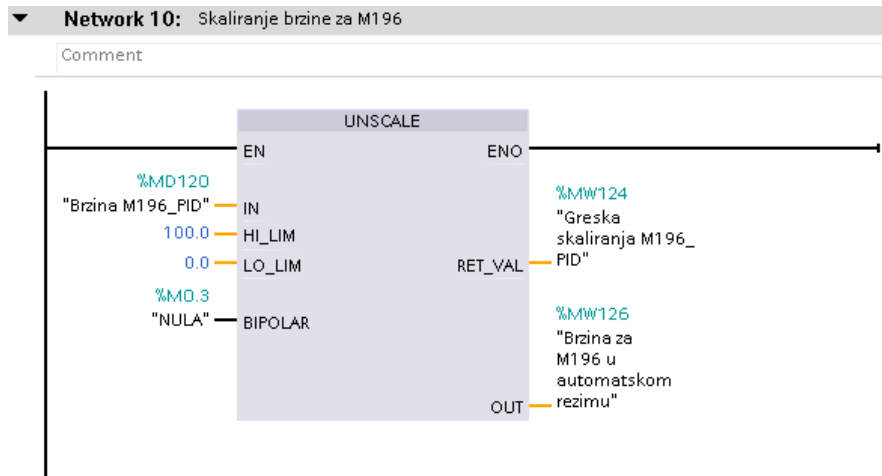 Network 10: Skaliranje brzine za M196
Comment
UNSCALE
EN
ENO
%MD120
"Brzina M196_PID"
IN
100.0
HI_LIM
0.0
LO_LIM
%M0.3
"NULA"
BIPOLAR
%MW124
"Greska
skaliranja M196_
PID"
RET_VAL
%MW126
"Brzina za
M196 u
automatskom
rezimu"
OUT